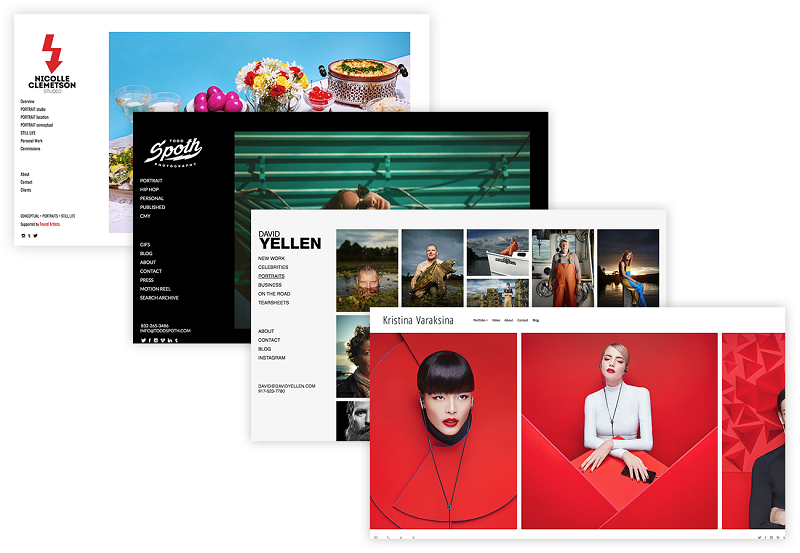 NICOLLE
CLEMETSON
STUDIO
Overview
PORTRAIT studio
PORTRAIT location
PORTRAIT conceptual
STILL LIFE
Personal Work
Commissions
About
Contact
Clients
CONCEPTUAL + PORTRAITS + STILL LIFE
Supported by Found Artists.
TODD
Spoth
PHOTOGRAPHY
PORTRAIT
HIP HOP
PERSONAL
PUBLISHED
CMY
GIFS
BLOG
ABOUT
CONTACT
PRESS
MOTION REEL
SEARCH ARCHIVE
832-265-3486
INFO@TODDSPOTH.COM
DAVID
YELLEN
NEW WORK
CELEBRITIES
PORTRAITS
BUSINESS
ON THE ROAD
TEARSHEETS
ABOUT
CONTACT
BLOG
INSTAGRAM
DAVID@DAVIDYELLEN.COM
917-523-7780
Kristina Varaksina
Portfolio + Video About Contact Blog